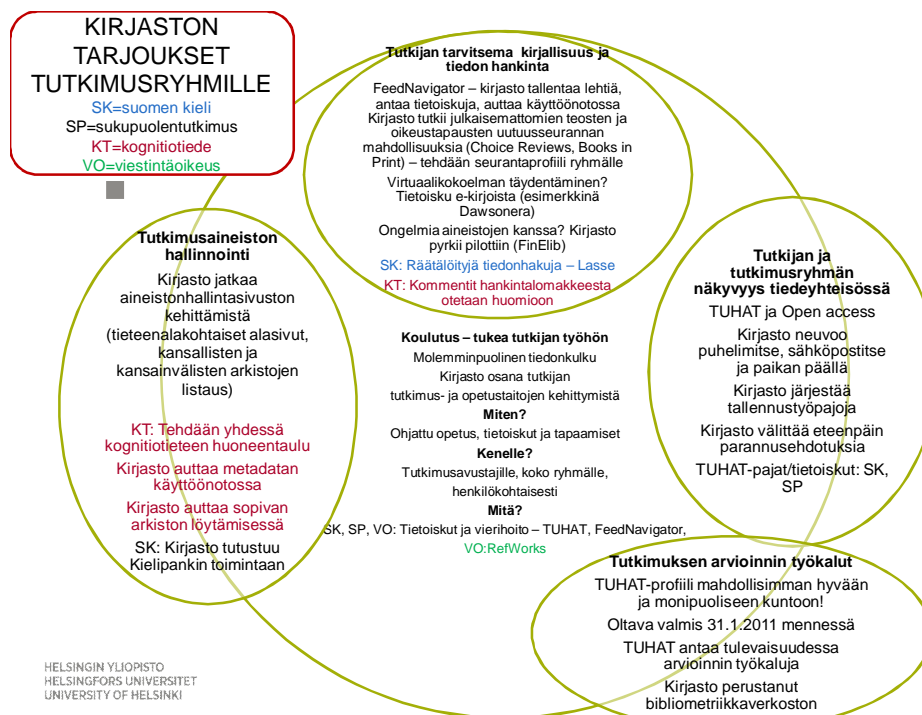 KIRJASTON
TARJOUKSET
TUTKIMUSRYHMILLE
SK=suomen kieli
SP=sukupuolentutkimus
KT=kognitiotiede
VO=viestintäoikeus
Tutkijan tarvitsema kirjallisuus ja
tiedon hankinta
FeedNavigator – kirjasto tallentaa lehtiä,
antaa tietoiskuja, auttaa käyttöönotossa
Kirjasto tutkii julkaisemattomien teosten ja
oikeustapausten uutuusseurannan
mahdollisuuksia (Choice Reviews, Books in
Print) – tehdään seurantaprofiili ryhmälle
Virtuaalikokoelman täydentäminen?
Tietoisku e-kirjoista (esimerkkinä
Dawsonera)
Ongelmia aineistojen kanssa? Kirjasto
pyrkii pilottiin (FinElib)
SK: Räätälöityjä tiedonhakuja – Lasse
KT: Kommentit hankintalomakkeesta
otetaan huomioon
Tutkimusaineiston
hallinnointi
Kirjasto jatkaa
aineistonhallintasivuston
kehittämistä
(tieteenalakohtaiset alasivut,
kansallisten ja
kansainvälisten arkistojen
listaus)
KT: Tehdään yhdessä
kognitiotieteen huoneentaulu
Kirjasto auttaa metadatan
käyttöönotossa
Kirjasto auttaa sopivan
arkiston löytämisessä
SK: Kirjasto tutustuu
Kielipankin toimintaan
Koulutus – tukea tutkijan työhön
Molemminpuolinen tiedonkulku
Kirjasto osana tutkijan
tutkimus- ja opetustaitojen kehittymistä
Miten?
Ohjattu opetus, tietoiskut ja tapaamiset
Kenelle?
Tutkimusavustajille, koko ryhmälle,
henkilökohtaisesti
Mitä?
SK, SP, VO: Tietoiskut ja vierihoito – TUHAT, FeedNavigator,
VO:RefWorks
Tutkijan ja
tutkimusryhmän
näkyvyys tiedeyhteisössä
TUHAT ja Open access
Kirjasto neuvoo
puhelimitse, sähköpostitse
ja paikan päällä
Kirjasto järjestää
tallennustyöpajoja
Kirjasto välittää eteenpäin
parannusehdotuksia
TUHAT-pajat/tietoiskut: SK,
SP
Tutkimuksen arvioinnin työkalut
TUHAT-profiili mahdollisimman hyvään
ja monipuoliseen kuntoon!
Oltava valmis 31.1.2011 mennessä
TUHAT antaa tulevaisuudessa
arvioinnin työkaluja
Kirjasto perustanut
bibliometriikkaverkoston
HELSINGIN YLIOPISTO
HELSINGFORS UNIVERSITET
UNIVERSITY OF HELSINKI